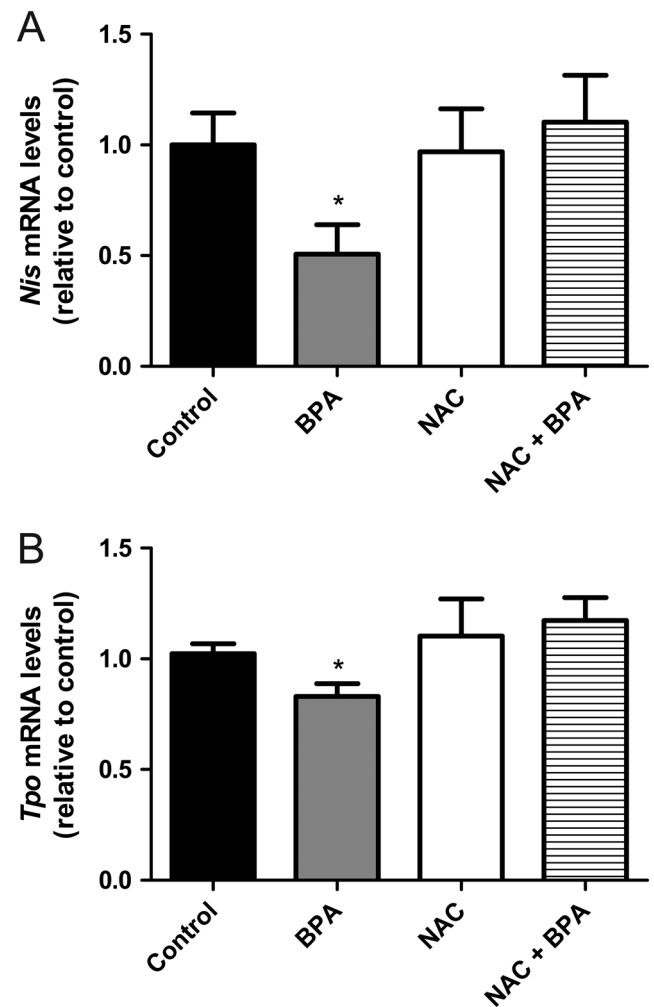 A
Nis mRNA levels
(relative to control)
1.5
1.0
0.5
0.0
*
Control
BPA
NAC
NAC + BPA
B
Tpo mRNA levels
(relative to control)
1.5
1.0
0.5
0.0
*
Control
BPA
NAC
NAC + BPA